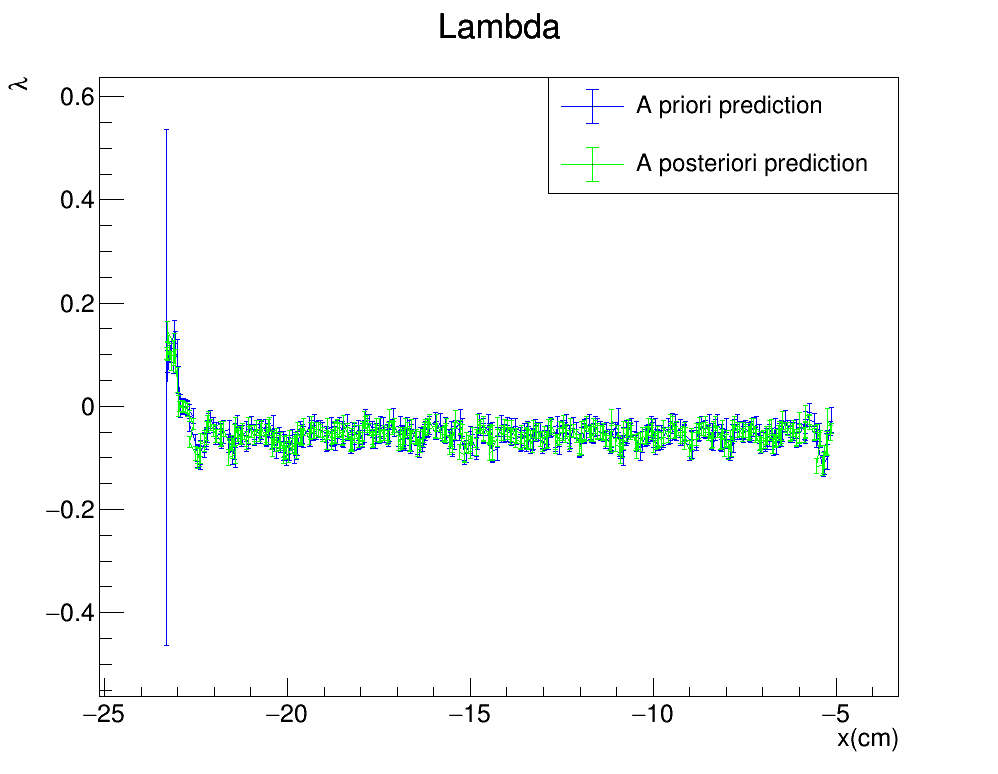 Lambda
λ
0.6
0.4
0.2
0
−0.2
−0.4
A priori prediction
A posteriori prediction
−25 −20 −15 −10 −5
x(cm)